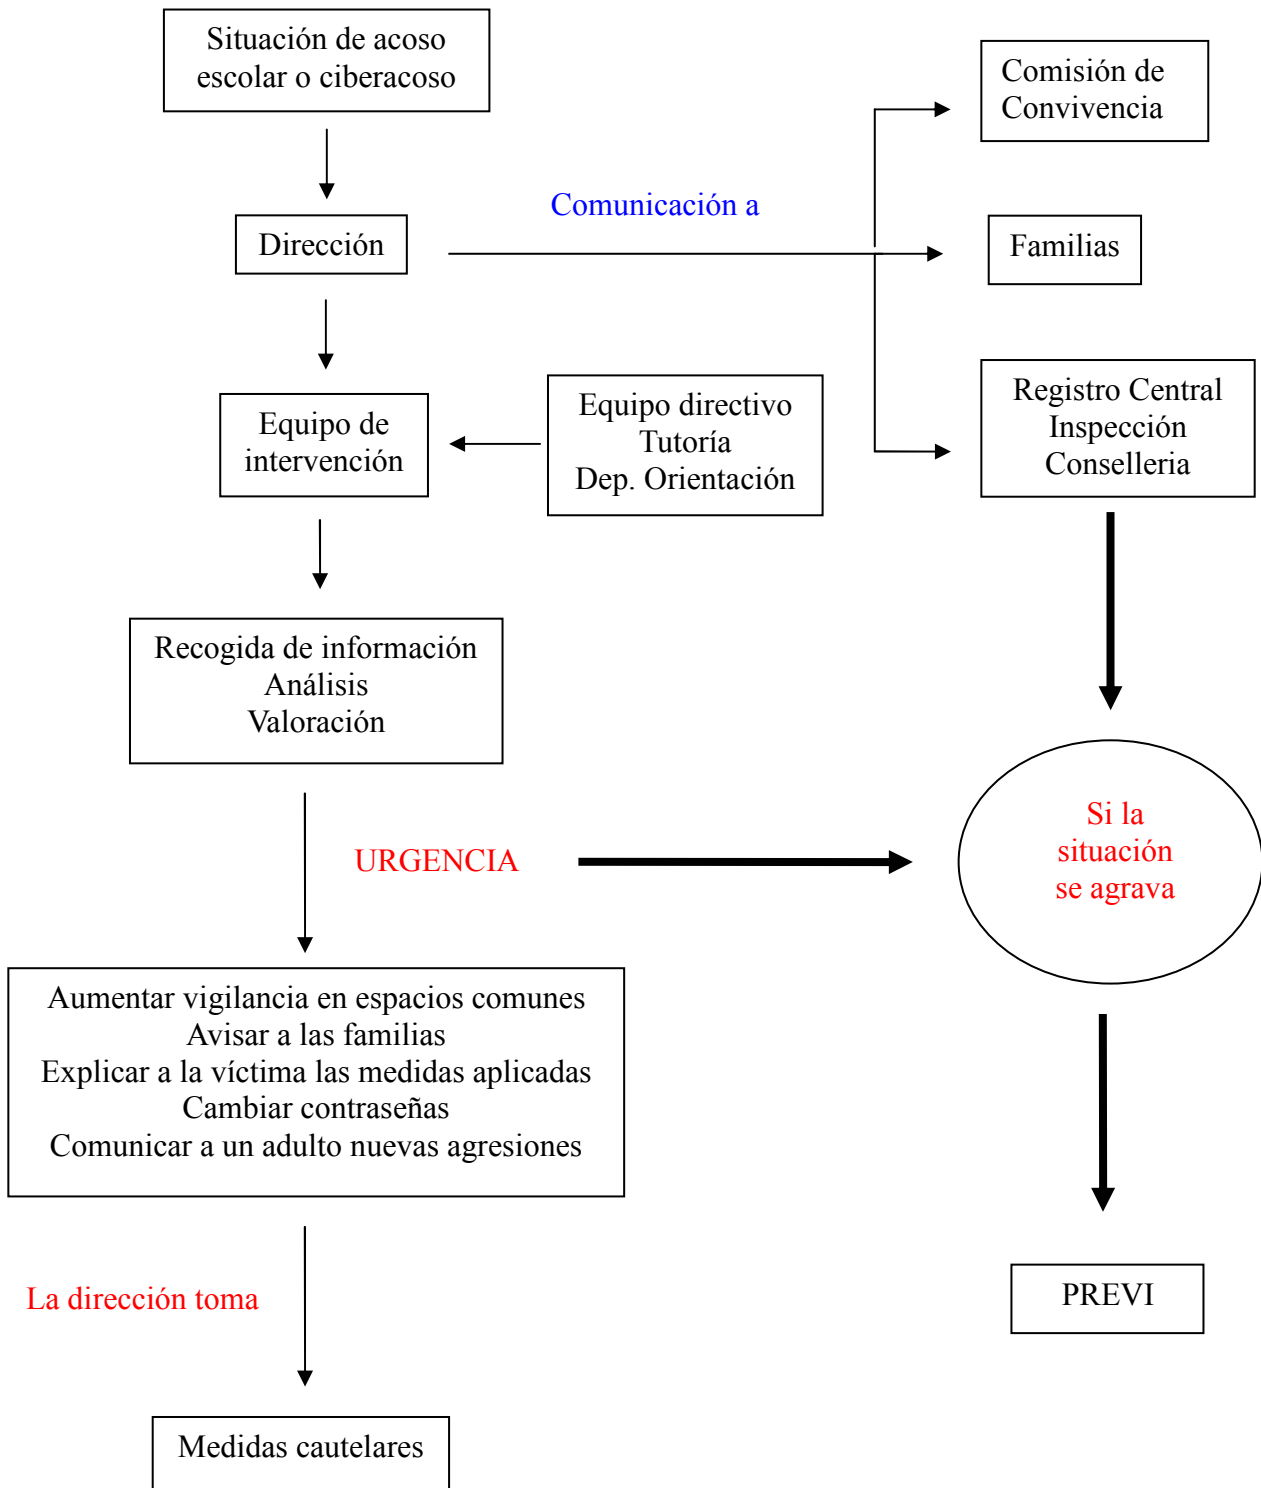 Situación de acoso
escolar o ciberacoso
Comisión de
Convivencia
Comunicación a
Dirección
Familias
Equipo de
intervención
Equipo directivo
Tutoría
Dep. Orientación
Registro Central
Inspección
Conselleria
Recogida de información
Análisis
Valoración
URGENCIA
Si la
situación
se agrava
Aumentar vigilancia en espacios comunes
Avisar a las familias
Explicar a la víctima las medidas aplicadas
Cambiar contraseñas
Comunicar a un adulto nuevas agresiones
La dirección toma
PREVI
Medidas cautelares